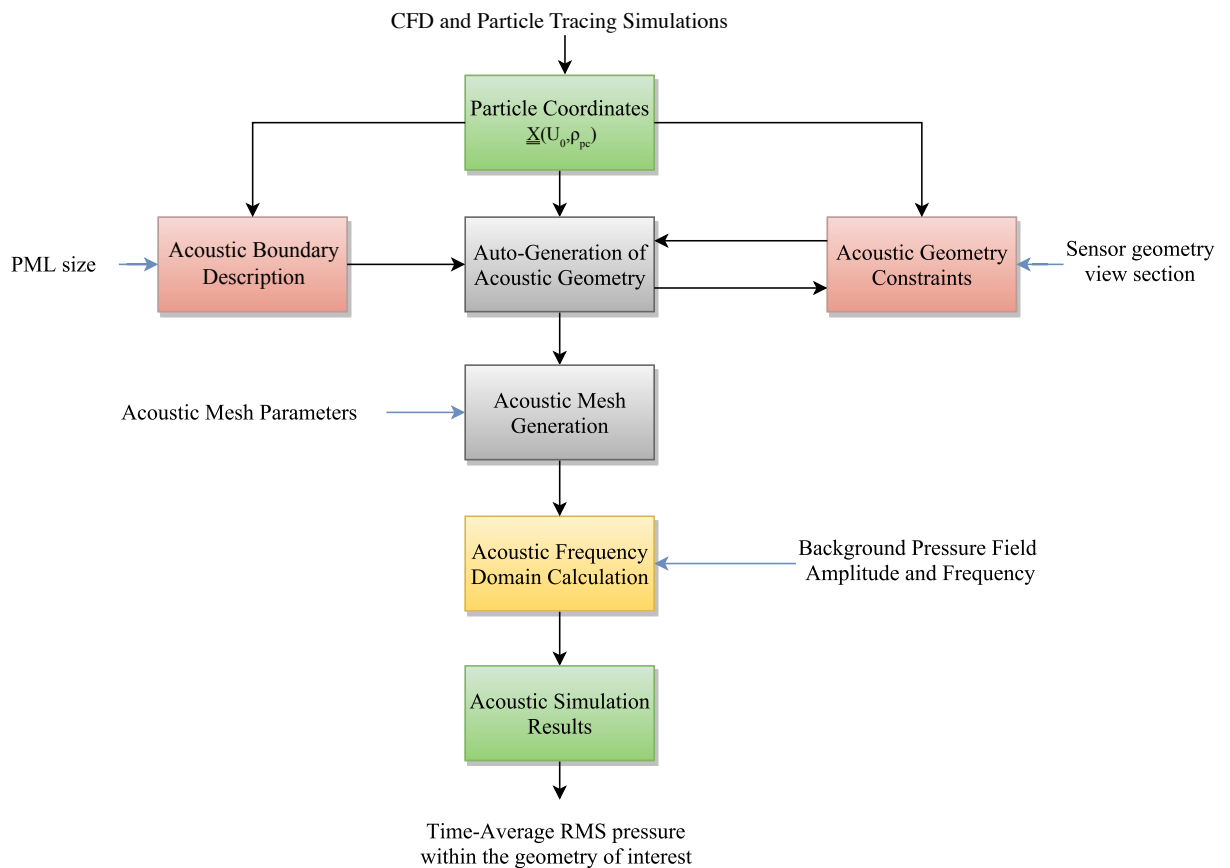 CFD and Particle Tracing Simulations
Particle Coordinates
X(U₀,ρpc)
PML size
Acoustic Boundary
Description
Auto-Generation of
Acoustic Geometry
Acoustic Geometry
Constraints
Sensor geometry
view section
Acoustic Mesh Parameters
Acoustic Mesh
Generation
Acoustic Frequency
Domain Calculation
Background Pressure Field
Amplitude and Frequency
Acoustic Simulation
Results
Time-Average RMS pressure
within the geometry of interest